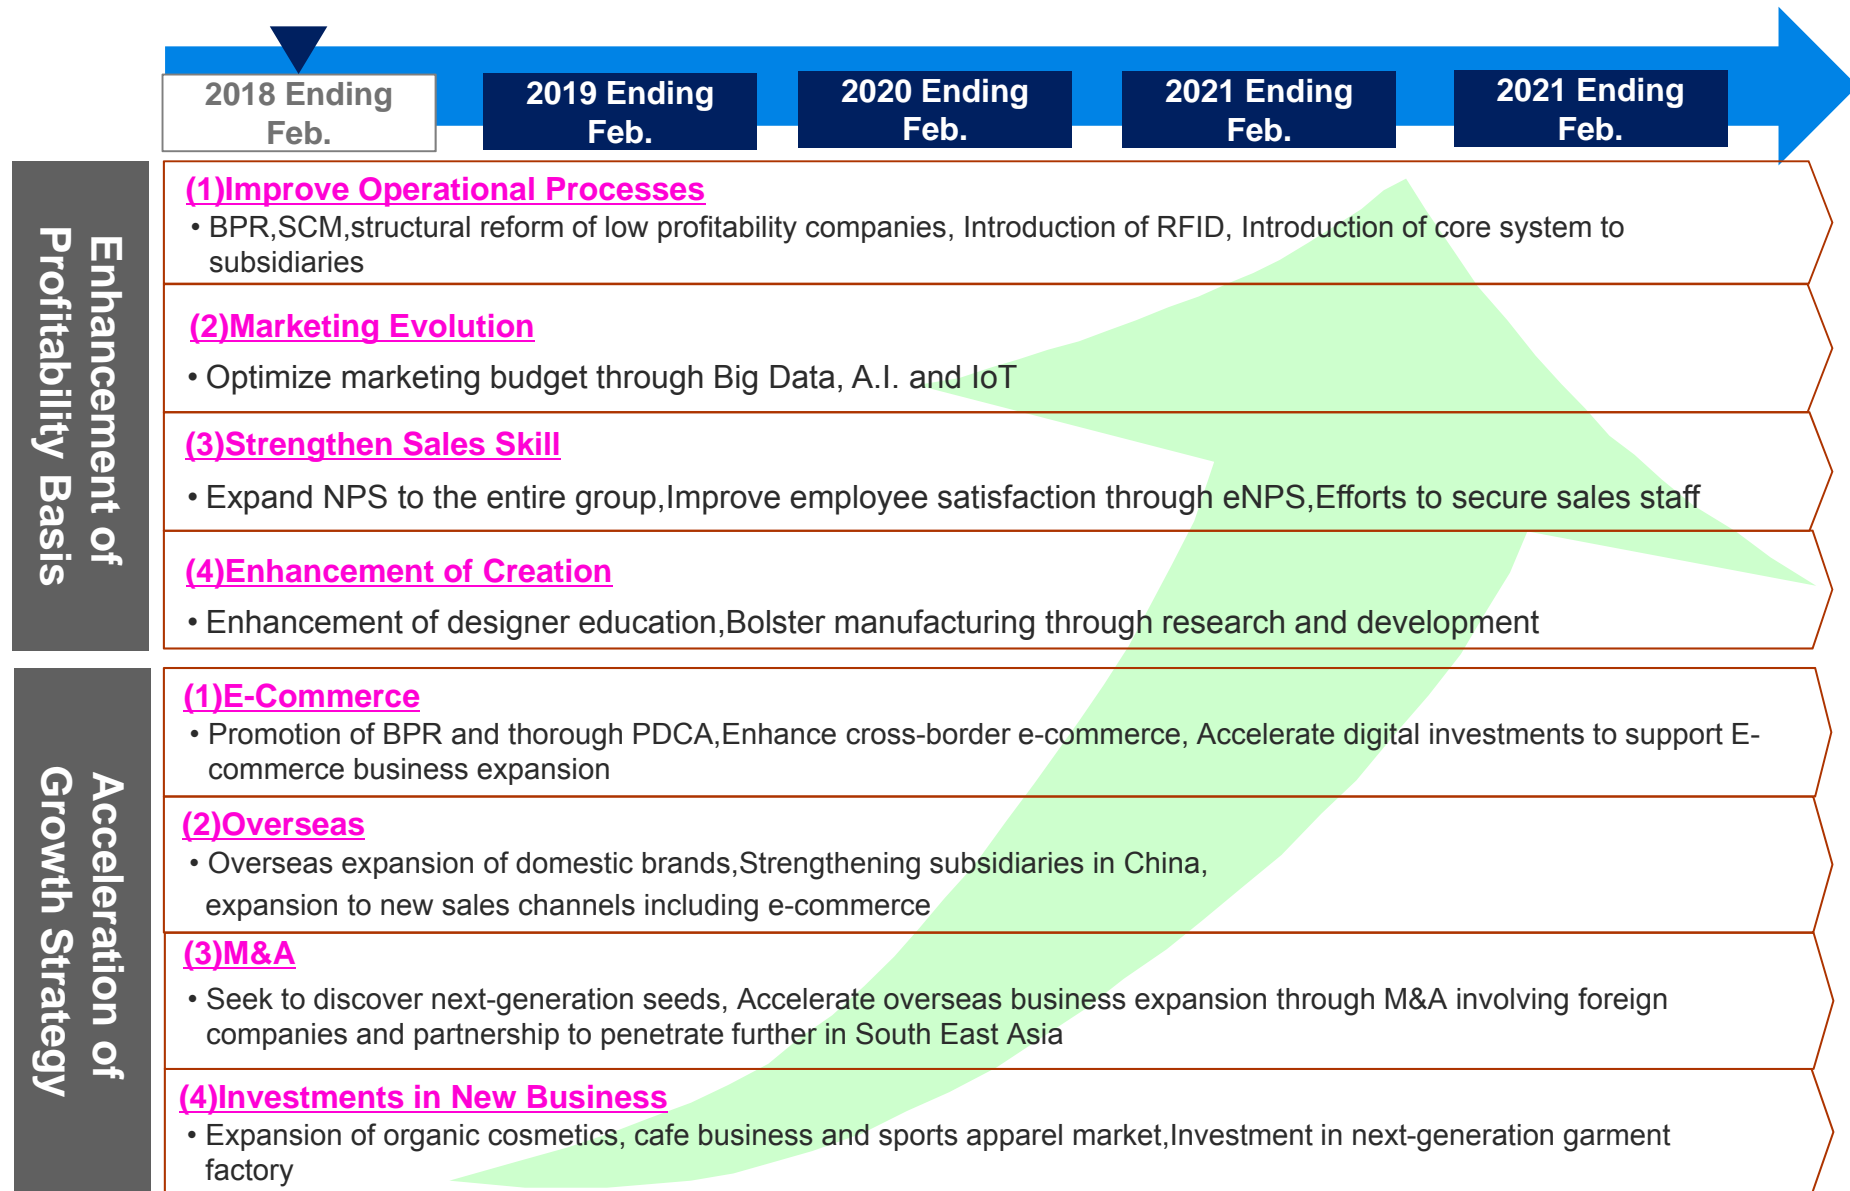 2018 Ending
Feb.
2019 Ending
Feb.
2020 Ending
Feb.
2021 Ending
Feb.
2021 Ending
Feb.
Enhancement of
Profitability Basis
(1)Improve Operational Processes
• BPR,SCM,structural reform of low profitability companies, Introduction of RFID, Introduction of core system to
subsidiaries
(2)Marketing Evolution
• Optimize marketing budget through Big Data, A.I. and IoT
(3)Strengthen Sales Skill
• Expand NPS to the entire group,Improve employee satisfaction through eNPS,Efforts to secure sales staff
(4)Enhancement of Creation
• Enhancement of designer education,Bolster manufacturing through research and development
Acceleration of
Growth Strategy
(1)E-Commerce
• Promotion of BPR and thorough PDCA,Enhance cross-border e-commerce, Accelerate digital investments to support E-
commerce business expansion
(2)Overseas
• Overseas expansion of domestic brands,Strengthening subsidiaries in China,
expansion to new sales channels including e-commerce
(3)M&A
• Seek to discover next-generation seeds, Accelerate overseas business expansion through M&A involving foreign
companies and partnership to penetrate further in South East Asia
(4)Investments in New Business
• Expansion of organic cosmetics, cafe business and sports apparel market,Investment in next-generation garment
factory